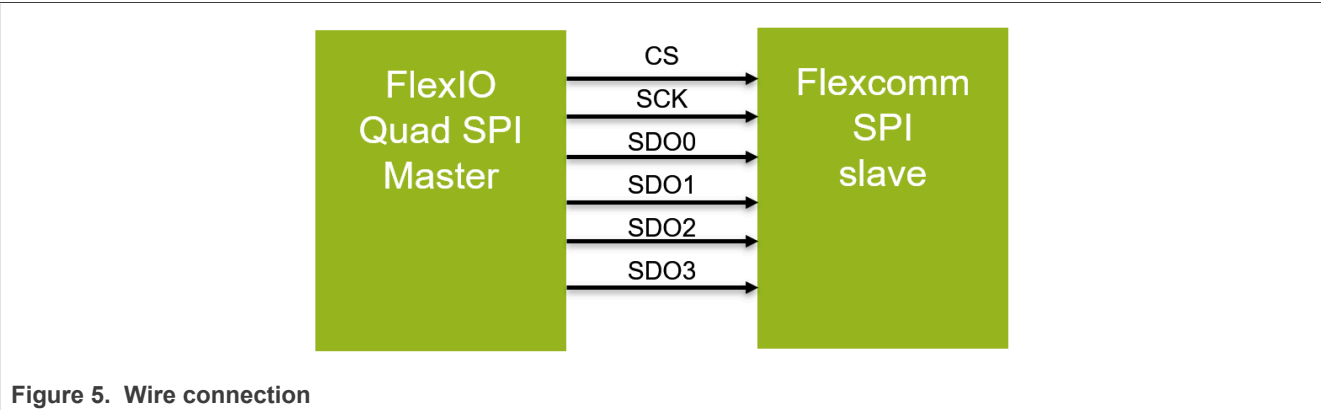 FlexIO
Quad SPI
Master
CS
SCK
SDO0
SDO1
SDO2
SDO3
Flexcomm
SPI
slave
Figure 5. Wire connection